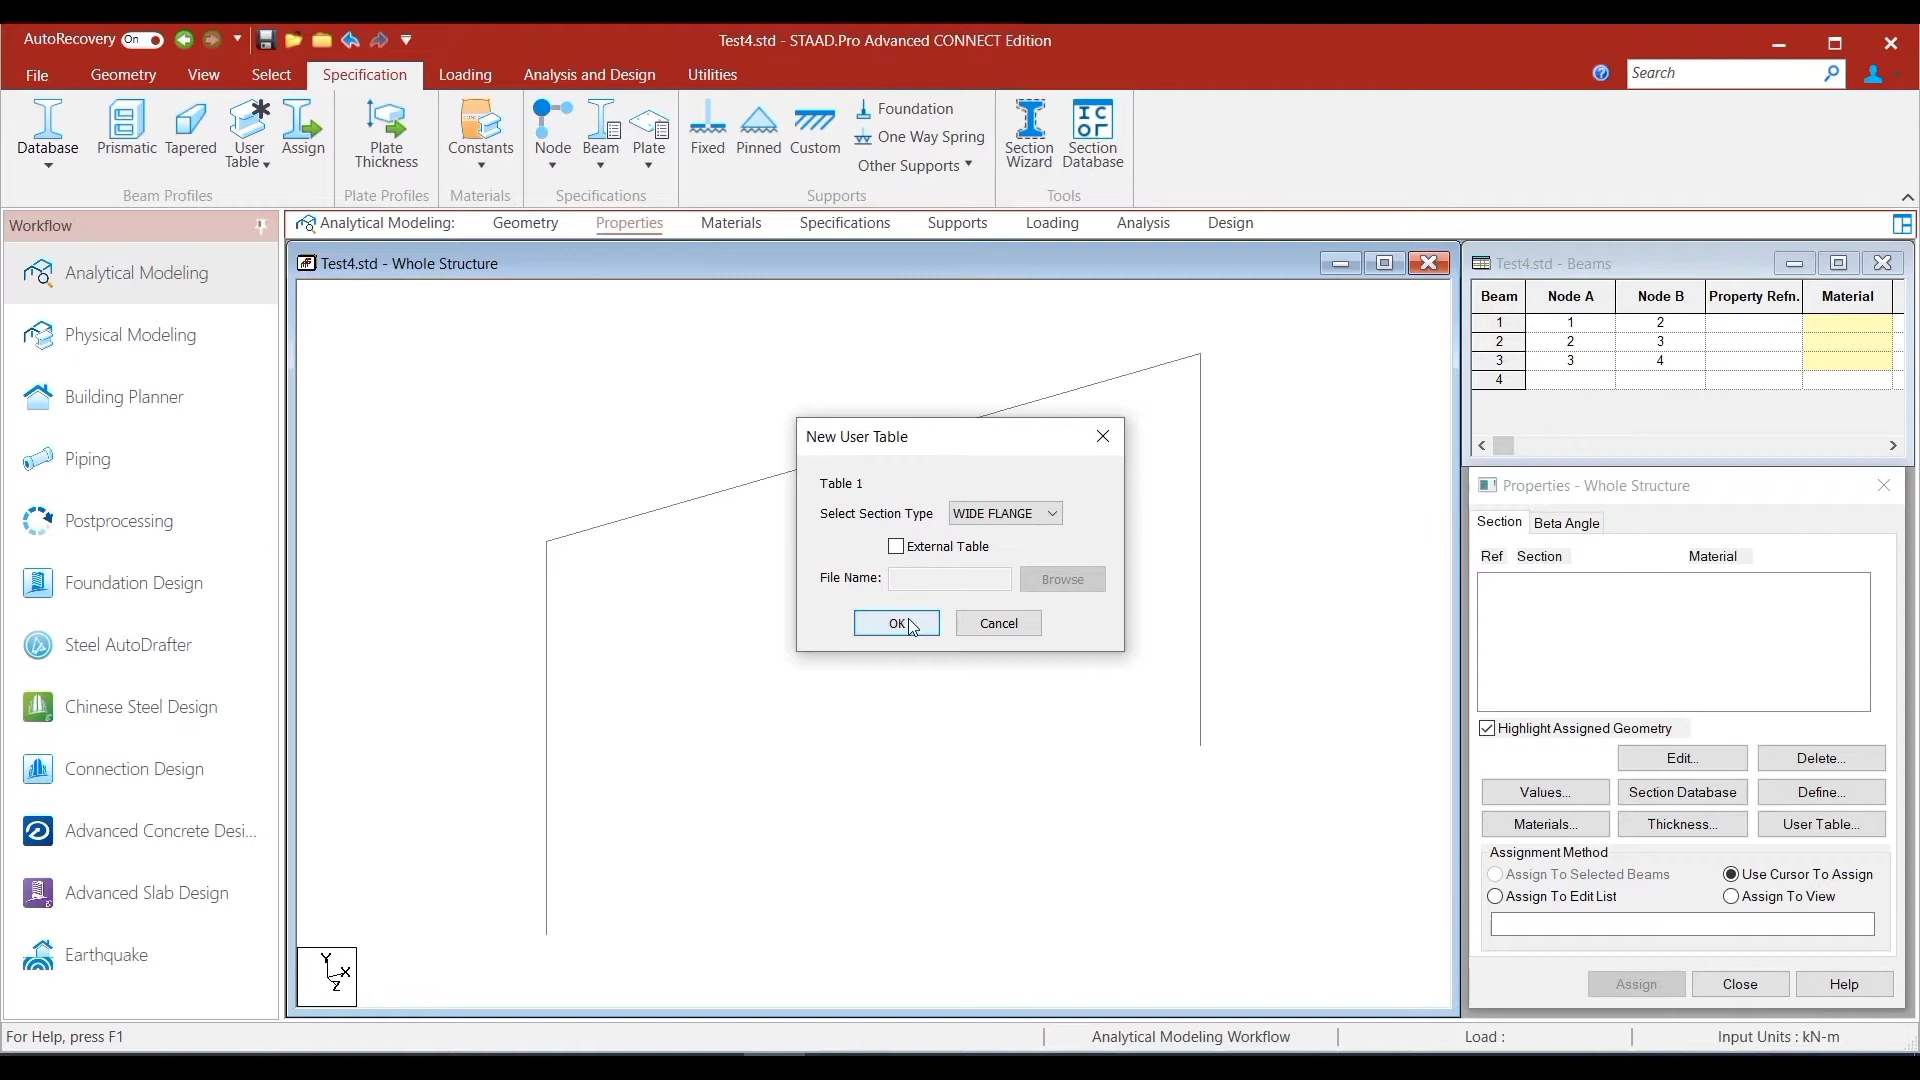 AutoRecovery On
Test4.std - STAAD.Pro Advanced CONNECT Edition
File Geometry View Select Specification Loading Analysis and Design Utilities
Search
Database Prismatic Tapered User Table Assign
Beam Profiles
Plate Thickness
Plate Profiles
Constants
Materials
Node Beam Plate
Specifications
Fixed Pinned Custom
Foundation
One Way Spring
Other Supports
Supports
Section Wizard
Section Database
Tools
Workflow
Analytical Modeling
Physical Modeling
Building Planner
Piping
Postprocessing
Foundation Design
Steel AutoDrafter
Chinese Steel Design
Connection Design
Advanced Concrete Desi...
Advanced Slab Design
Earthquake
Analytical Modeling: Geometry Properties Materials Specifications Supports Loading Analysis Design
Test4.std - Whole Structure
New User Table
Table 1
Select Section Type WIDE FLANGE
External Table
File Name: Browse
OK Cancel
Y
X
Z
Test4.std - Beams
Beam Node A Node B Property Refn. Material
1 1 2
2 2 3
3 3 4
4
Properties - Whole Structure
Section Beta Angle
Ref Section Material
Highlight Assigned Geometry
Edit... Delete...
Values... Section Database Define...
Materials... Thickness... User Table...
Assignment Method
Assign To Selected Beams Use Cursor To Assign
Assign To Edit List Assign To View
Assign Close Help
For Help, press F1
Analytical Modeling Workflow
Load :
Input Units : kN-m